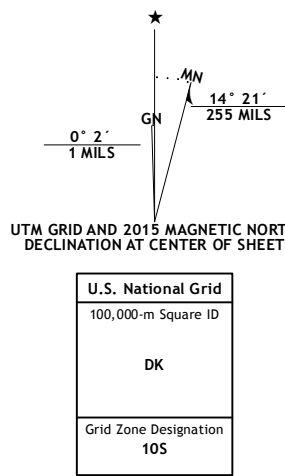 ★
MN
GN
14° 21´
255 MILS
0° 2´
1 MILS
UTM GRID AND 2015 MAGNETIC NORT
DECLINATION AT CENTER OF SHEET
U.S. National Grid
100,000-m Square ID
DK
Grid Zone Designation
10S